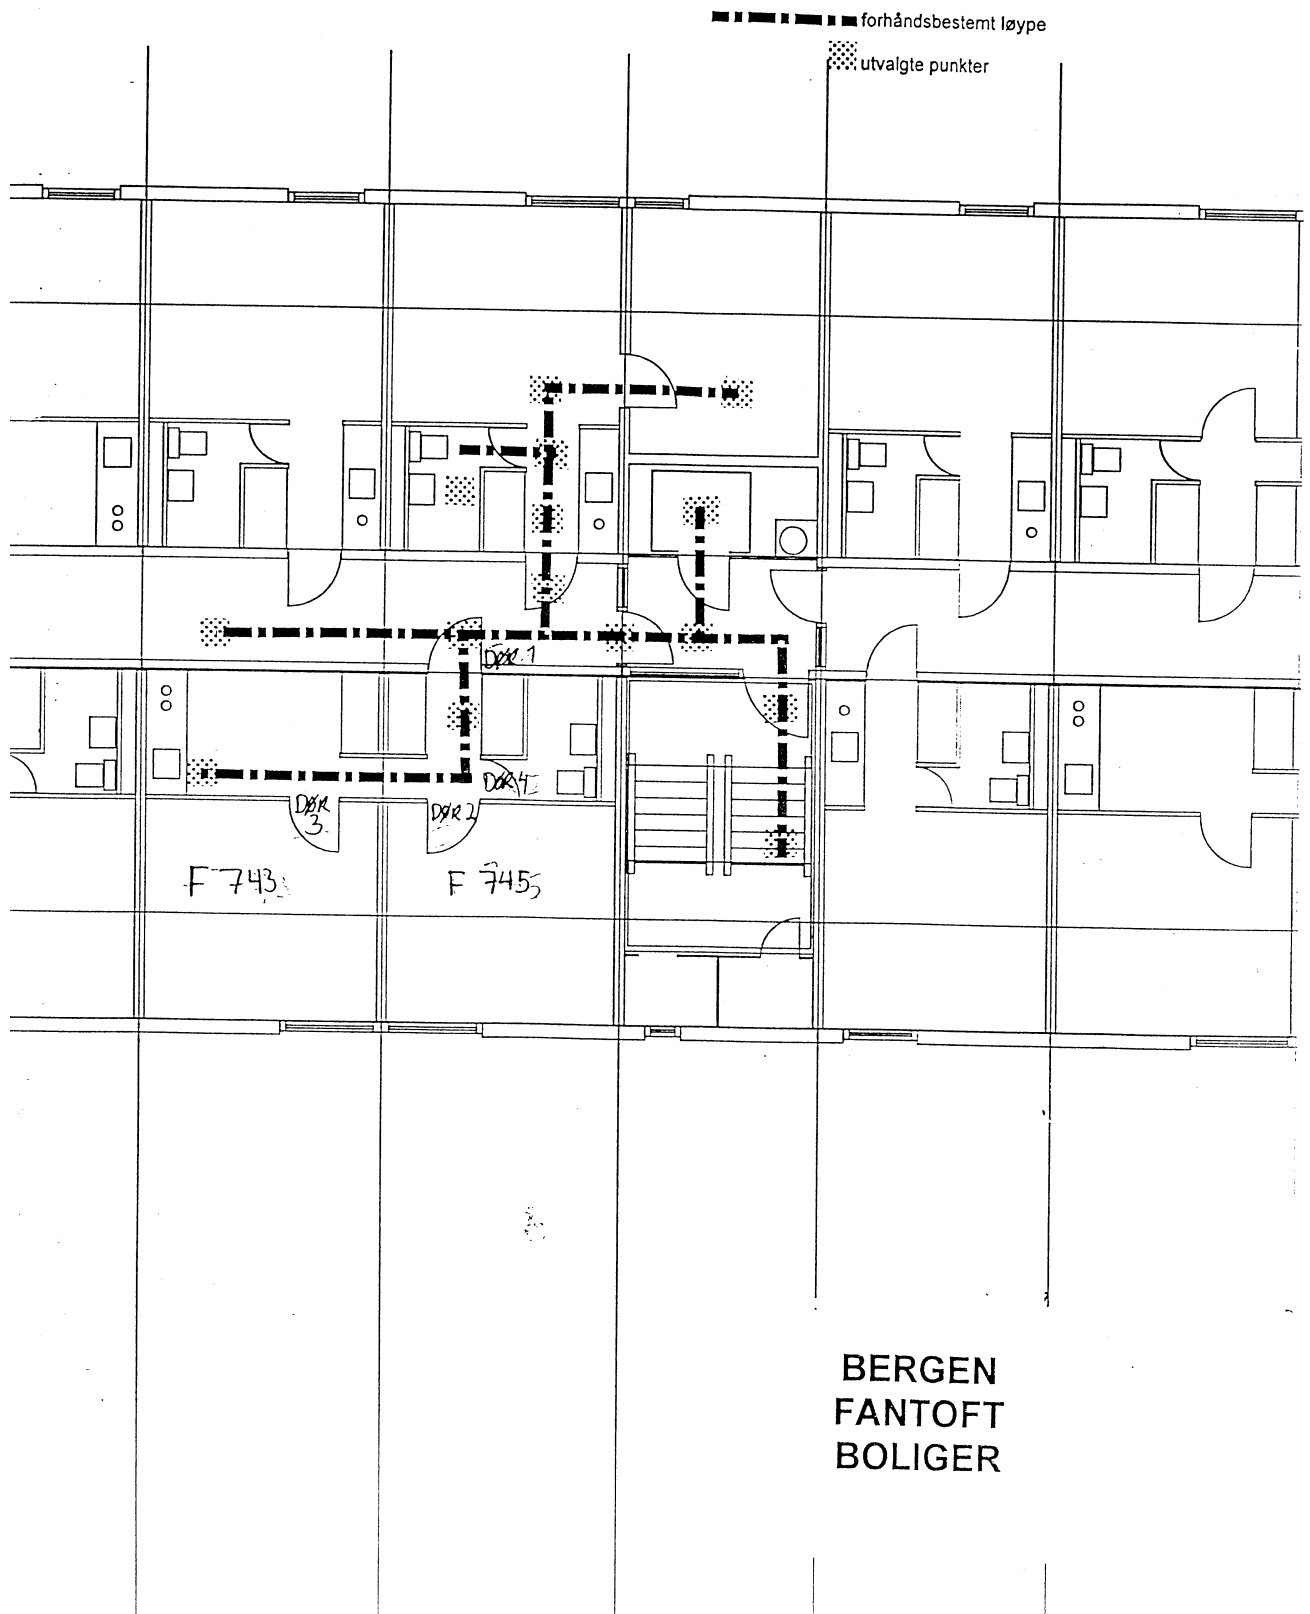 forhåndsbestemt løype
utvalgte punkter
DØR 1
DØR 4
DØR
3
DØR 2
F 743
F 745
BERGEN
FANTOFT
BOLIGER